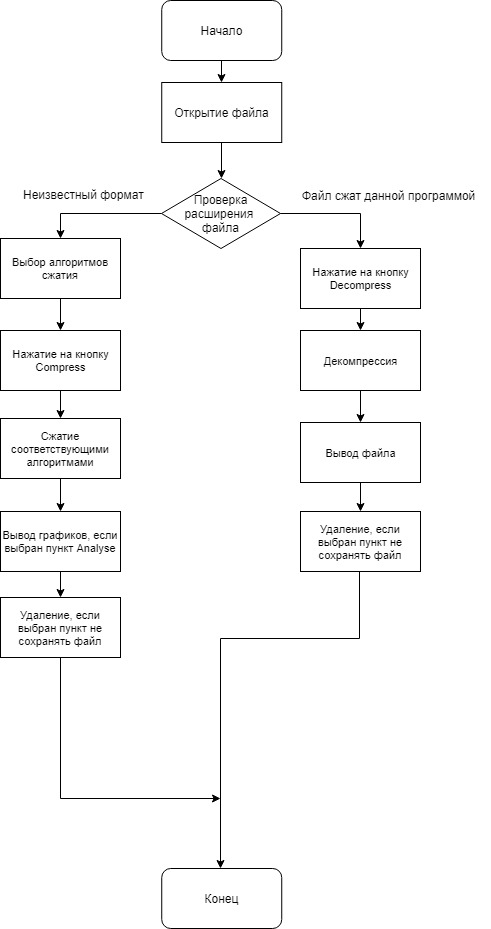 Начало
Открытие файла
Проверка
расширения
файла
Неизвестный формат
Файл сжат данной программой
Выбор алгоритмов
сжатия
Нажатие на кнопку
Compress
Сжатие
соответствующими
алгоритмами
Вывод графиков, если
выбран пункт Analyse
Удаление, если
выбран пункт не
сохранять файл
Нажатие на кнопку
Decompress
Декомпрессия
Вывод файла
Удаление, если
выбран пункт не
сохранять файл
Конец